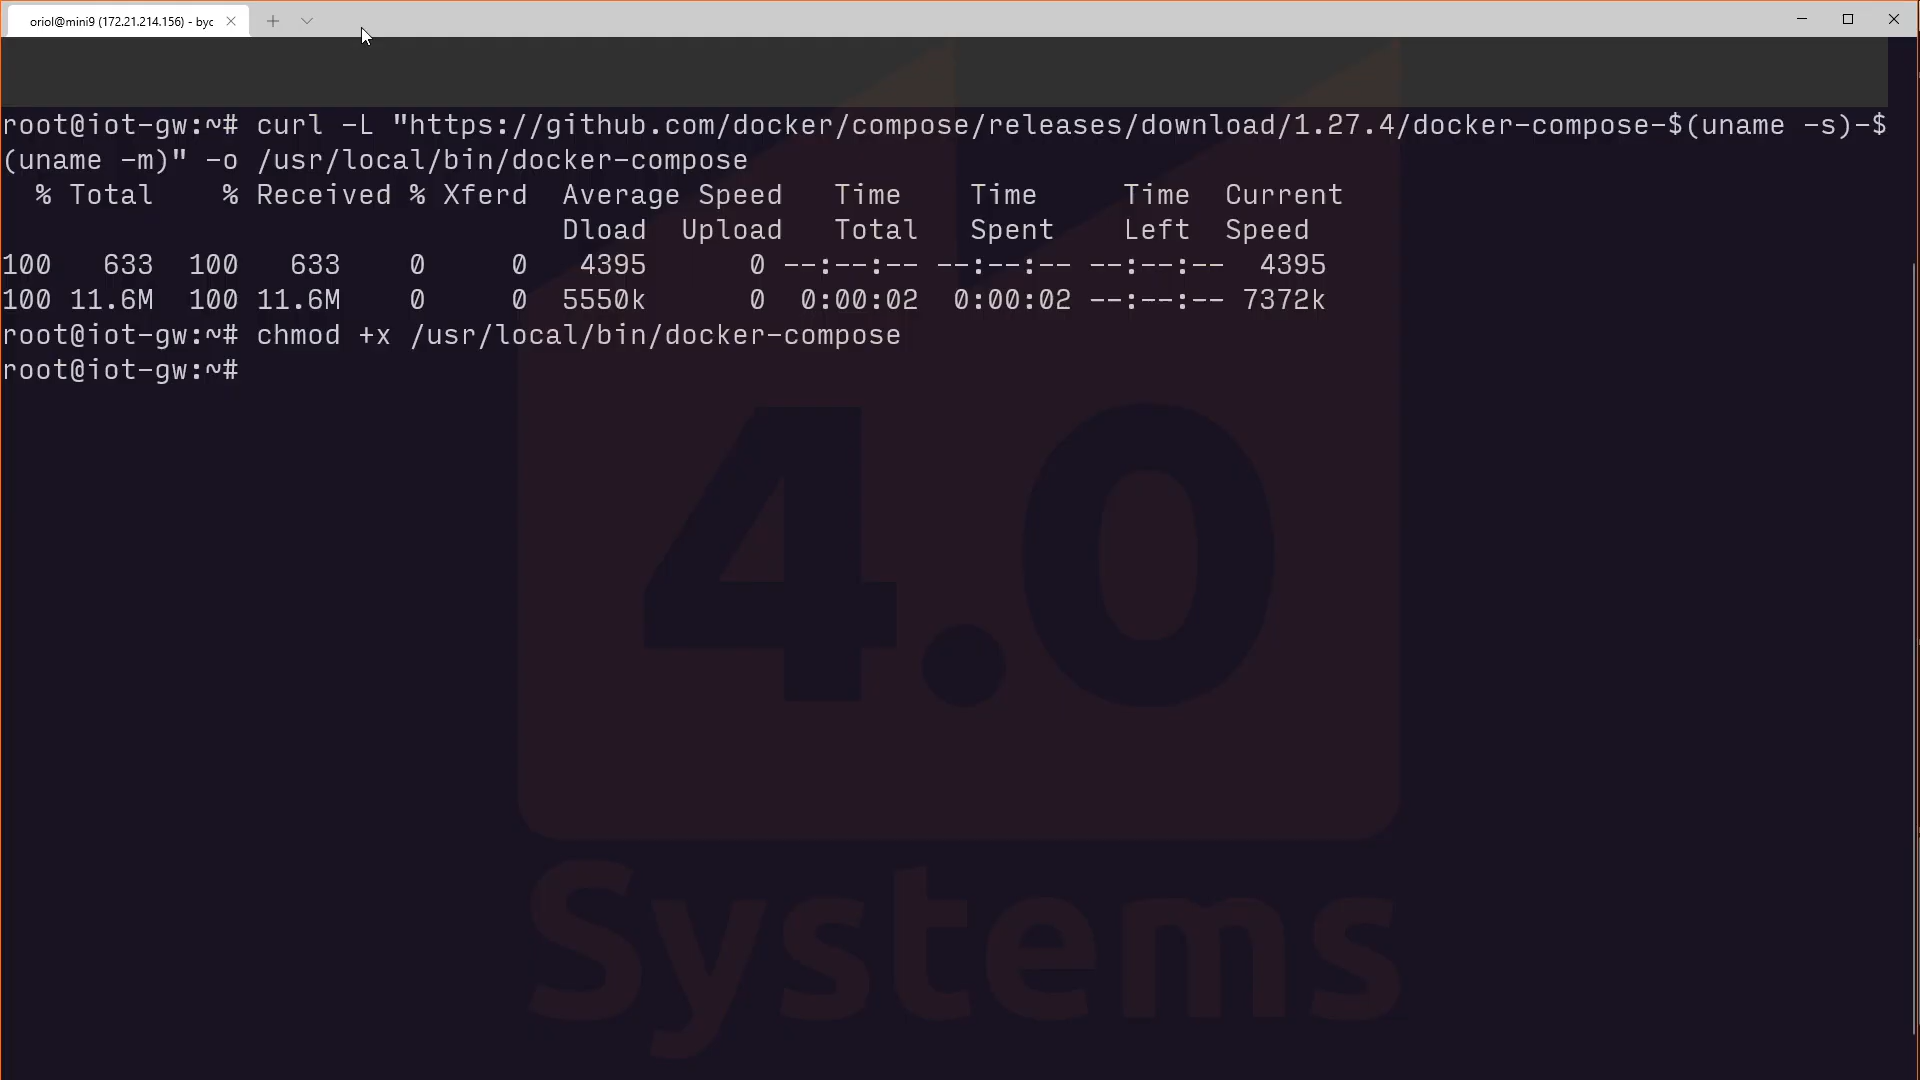 oriol@mini9 (172.21.214.156) - byc
root@iot-gw:~# curl -L "https://github.com/docker/compose/releases/download/1.27.4/docker-compose-$(uname -s)-$
(uname -m)" -o /usr/local/bin/docker-compose
  % Total    % Received % Xferd  Average Speed   Time    Time     Time  Current
                                 Dload  Upload   Total   Spent    Left  Speed
100   633  100   633    0     0   4395      0 --:--:-- --:--:-- --:--:--  4395
100 11.6M  100 11.6M    0     0  5550k      0  0:00:02  0:00:02 --:--:-- 7372k
root@iot-gw:~# chmod +x /usr/local/bin/docker-compose
root@iot-gw:~#
4.0
Systems